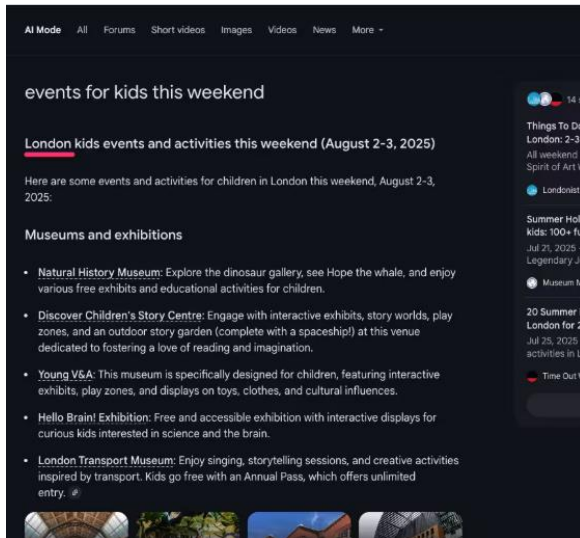 AI Mode All Forums Short videos Images Videos News More
events for kids this weekend
London kids events and activities this weekend (August 2-3, 2025)
Here are some events and activities for children in London this weekend, August 2-3,
2025:
Museums and exhibitions
• Natural History Museum: Explore the dinosaur gallery, see Hope the whale, and enjoy
various free exhibits and educational activities for children.
• Discover Children's Story Centre: Engage with interactive exhibits, story worlds, play
zones, and an outdoor story garden (complete with a spaceship!) at this venue
dedicated to fostering a love of reading and imagination.
• Young V&A: This museum is specifically designed for children, featuring interactive
exhibits, play zones, and displays on toys, clothes, and cultural influences.
• Hello Brain! Exhibition: Free and accessible exhibition with interactive displays for
curious kids interested in science and the brain.
• London Transport Museum: Enjoy singing, storytelling sessions, and creative activities
inspired by transport. Kids go free with an Annual Pass, which offers unlimited
entry.
14
Things To
London: 2-3
All weekend
Spirit of Art
Londonist
Summer Hol
kids: 100+ fu
Jul 21, 2025
Legendary J
Museum M
20 Summer
London for 2
Jul 25, 2025
activities in L
Time Out